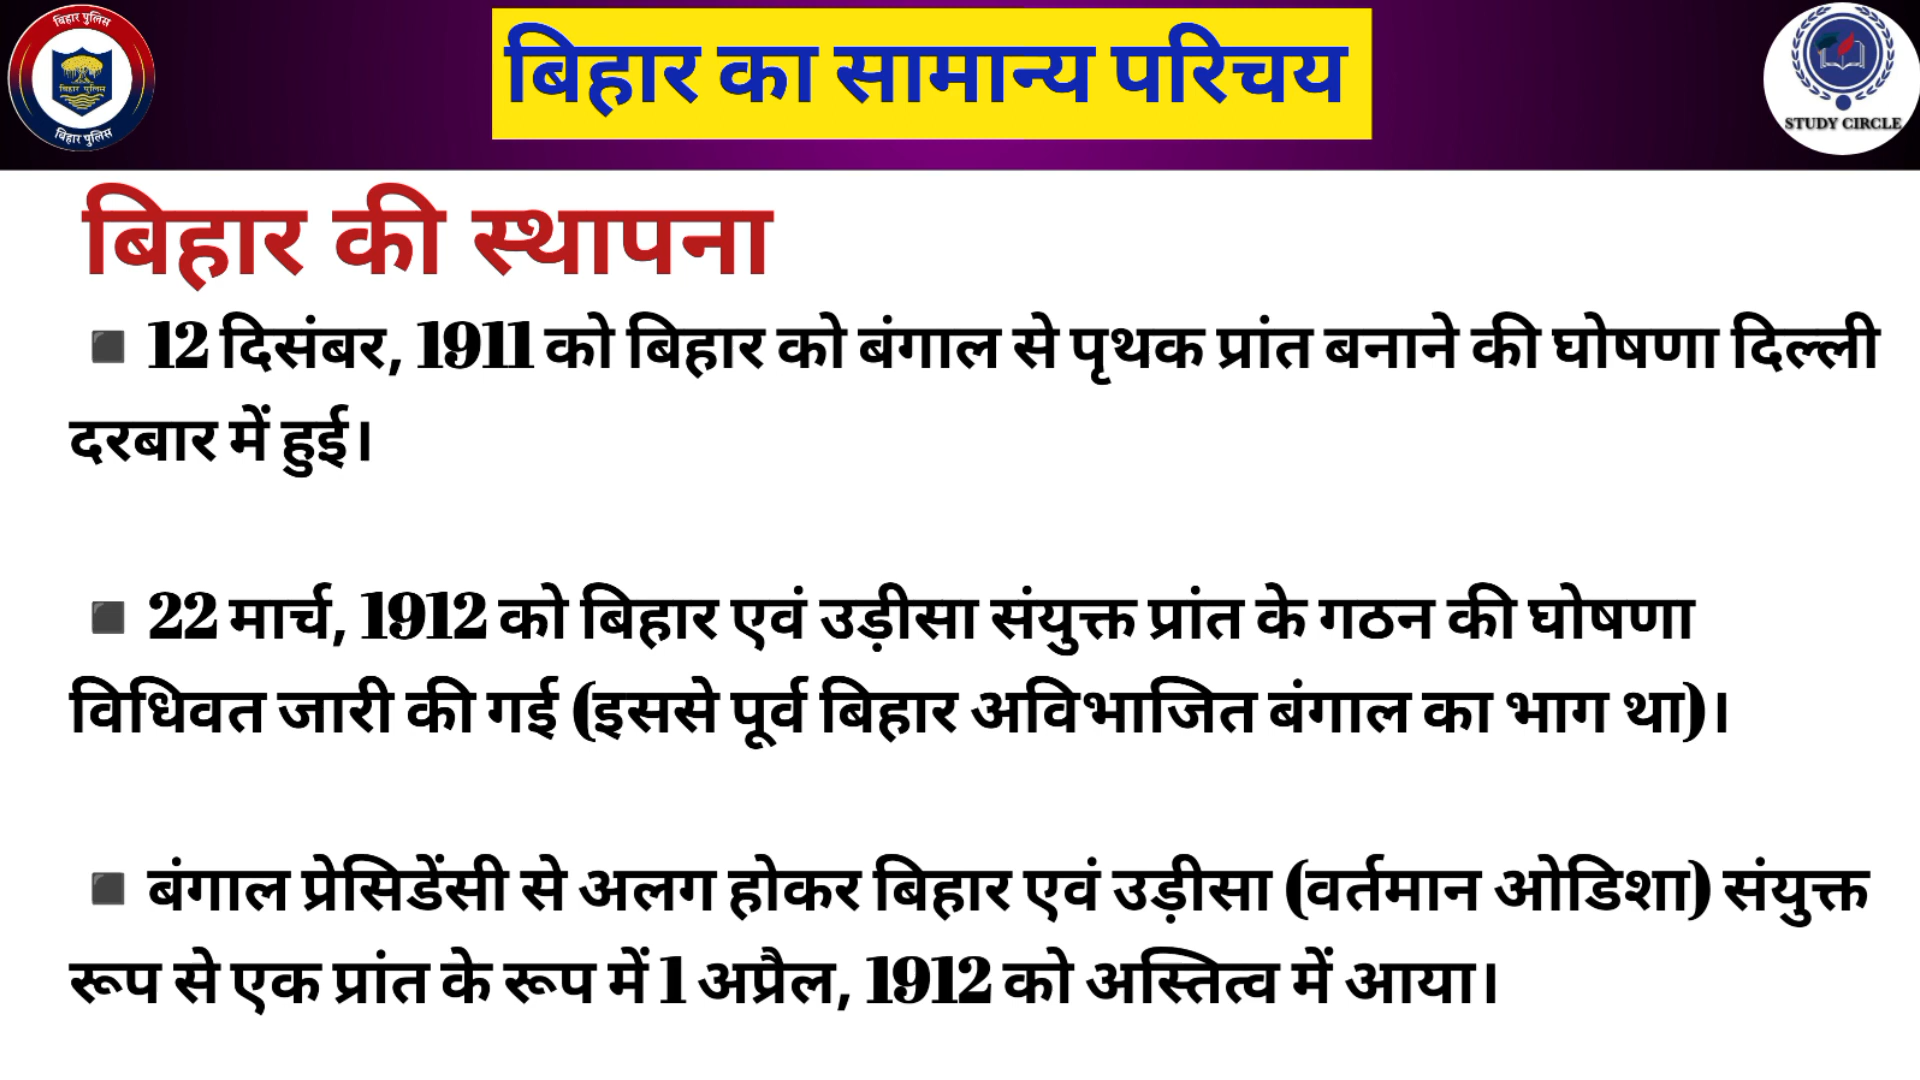 बिहार पुलिस
बिहार पुलिस
बिहार पुलिस
बिहार का सामान्य परिचय
STUDY CIRCLE
बिहार की स्थापना
▪ 12 दिसंबर, 1911 को बिहार को बंगाल से पृथक प्रांत बनाने की घोषणा दिल्ली
दरबार में हुई।
▪ 22 मार्च, 1912 को बिहार एवं उड़ीसा संयुक्त प्रांत के गठन की घोषणा
विधिवत जारी की गई (इससे पूर्व बिहार अविभाजित बंगाल का भाग था)।
▪ बंगाल प्रेसिडेंसी से अलग होकर बिहार एवं उड़ीसा (वर्तमान ओडिशा) संयुक्त
रूप से एक प्रांत के रूप में 1 अप्रैल, 1912 को अस्तित्व में आया।